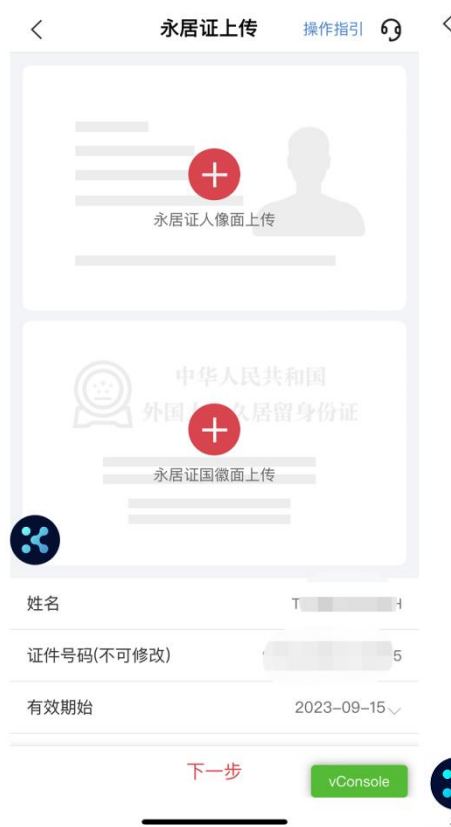 永居证上传
操作指引
永居证人像面上传
中华人民共和国
外国人永久居留身份证
永居证国徽面上传
姓名
T
H
证件号码(不可修改)
5
有效期始
2023-09-15
下一步
vConsole